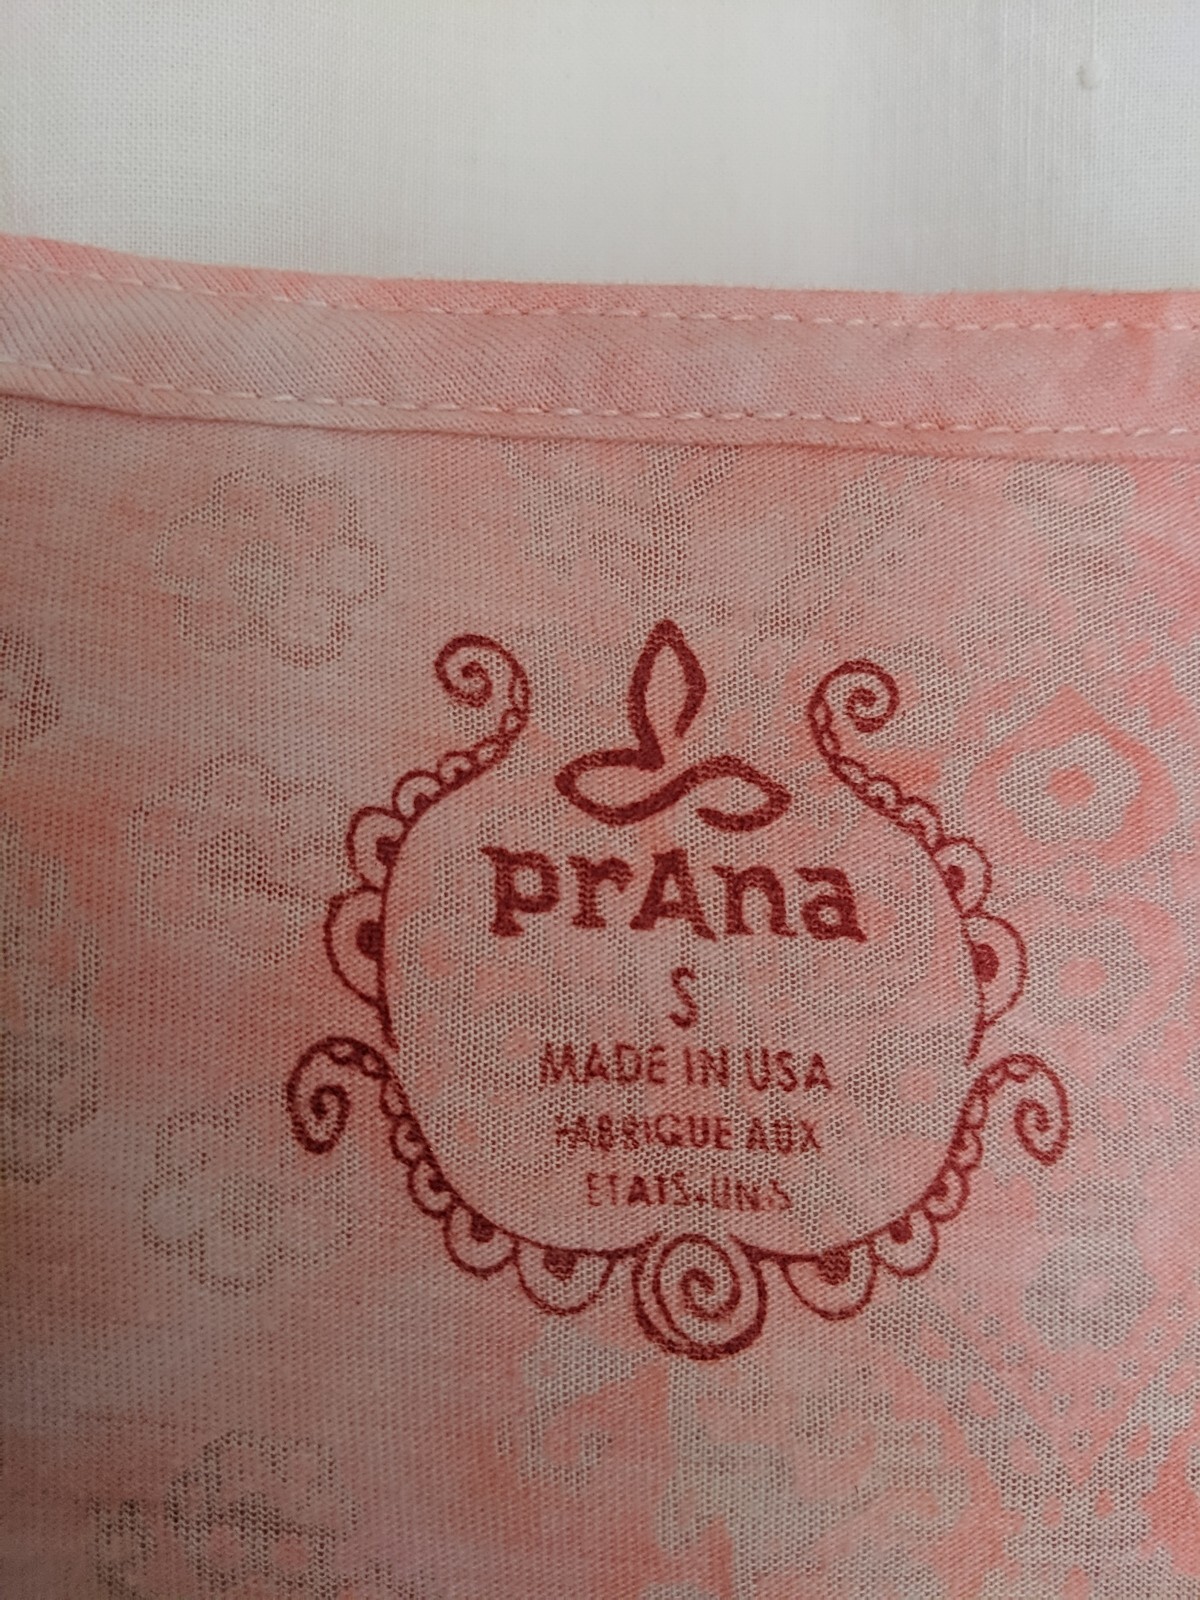 prAna
S
MADE IN USA
FABRIQUE AUX
ETATS-UNIS